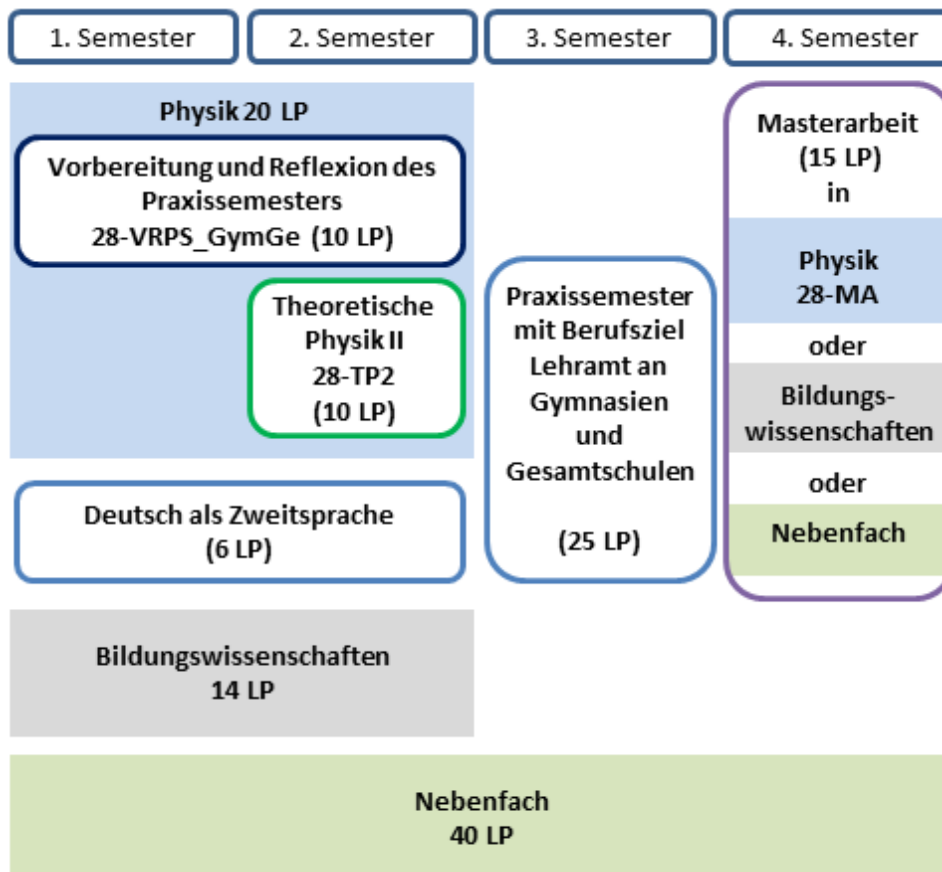 1. Semester
2. Semester
3. Semester
4. Semester
Physik 20 LP
Vorbereitung und Reflexion des
Praxissemesters
28-VRPS_GymGe (10 LP)
Theoretische
Physik II
28-TP2
(10 LP)
Deutsch als Zweitsprache
(6 LP)
Bildungswissenschaften
14 LP
Praxissemester
mit Berufsziel
Lehramt an
Gymnasien
und
Gesamtschulen
(25 LP)
Masterarbeit
(15 LP)
in
Physik
28-MA
oder
Bildungs-
wissenschaften
oder
Nebenfach
Nebenfach
40 LP